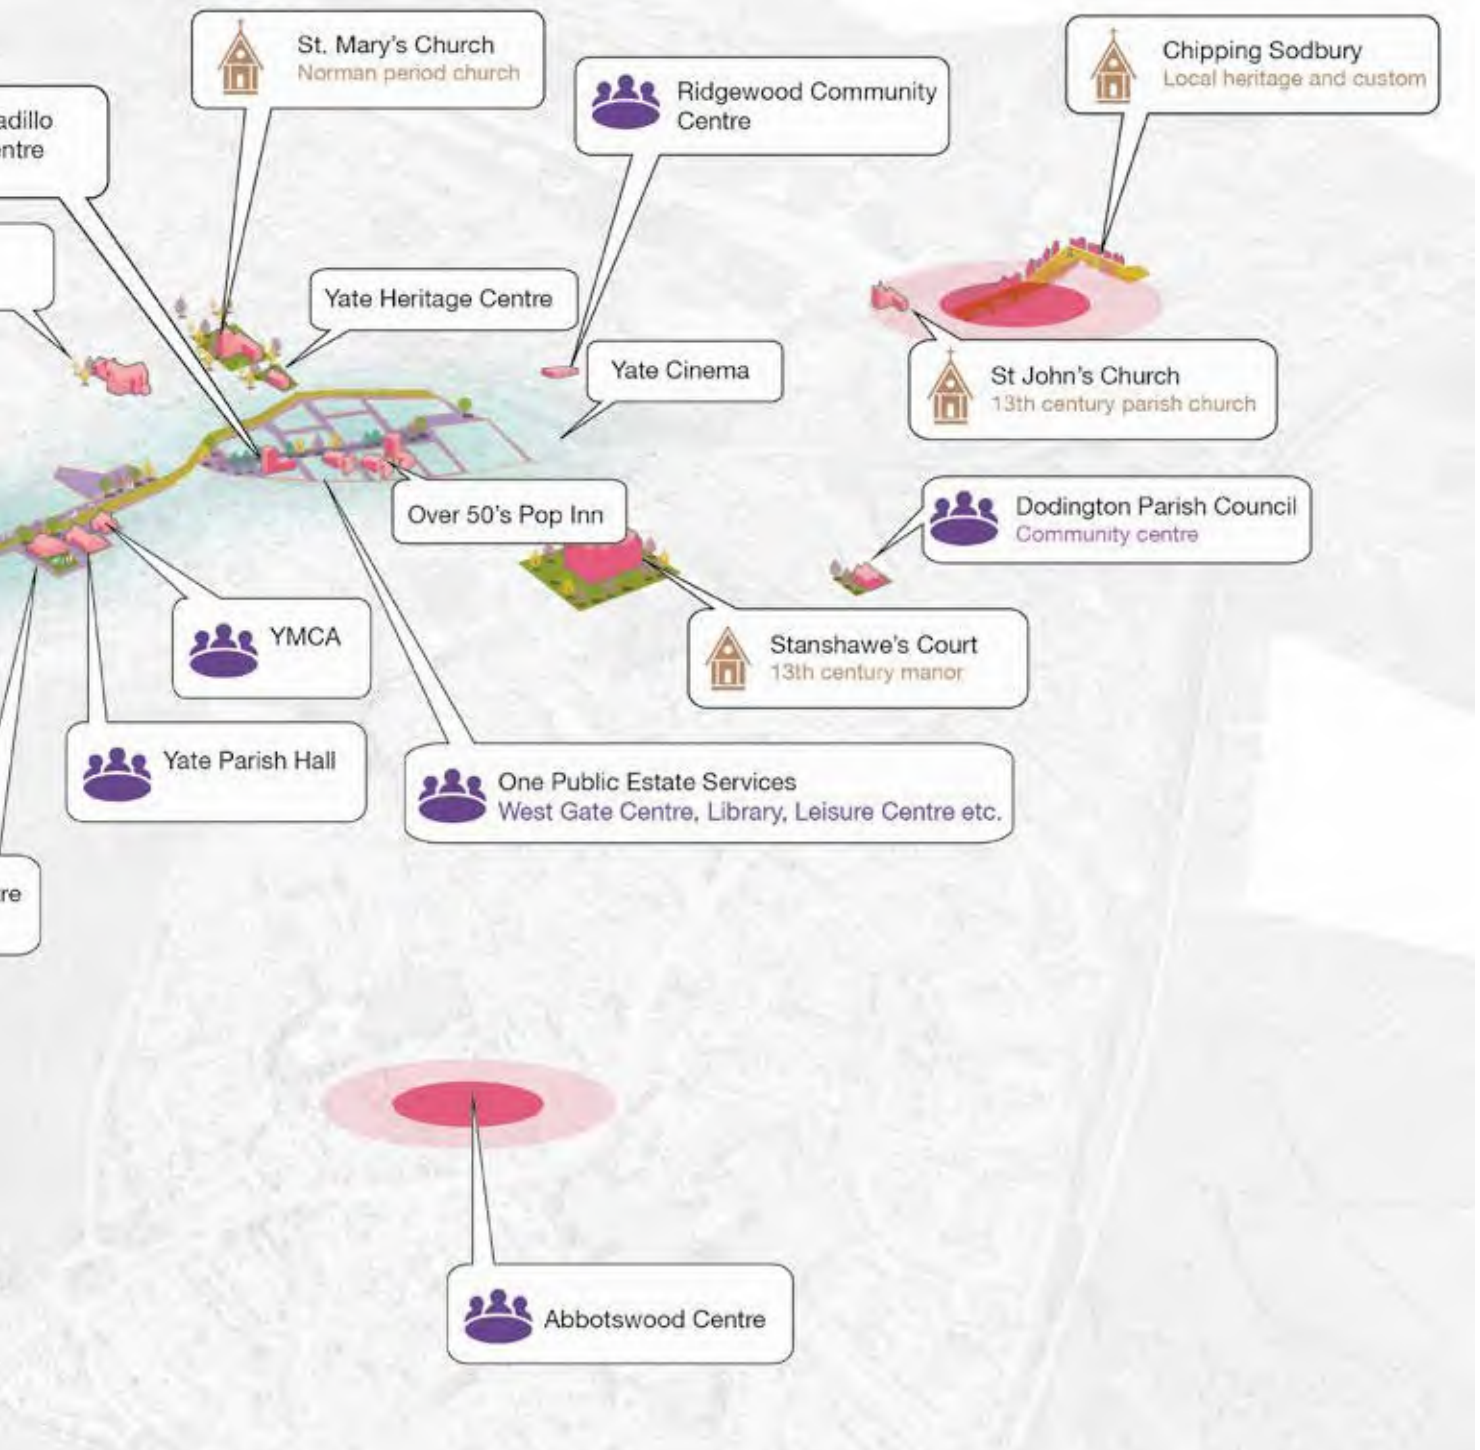 St. Mary's Church
Norman period church
Chipping Sodbury
Local heritage and custom
Ridgewood Community
Centre
adillo
entre
Yate Heritage Centre
Yate Cinema
St John's Church
13th century parish church
Over 50's Pop Inn
Dodington Parish Council
Community centre
YMCA
Stanshawe's Court
13th century manor
Yate Parish Hall
One Public Estate Services
West Gate Centre, Library, Leisure Centre etc.
re
Abbotswood Centre